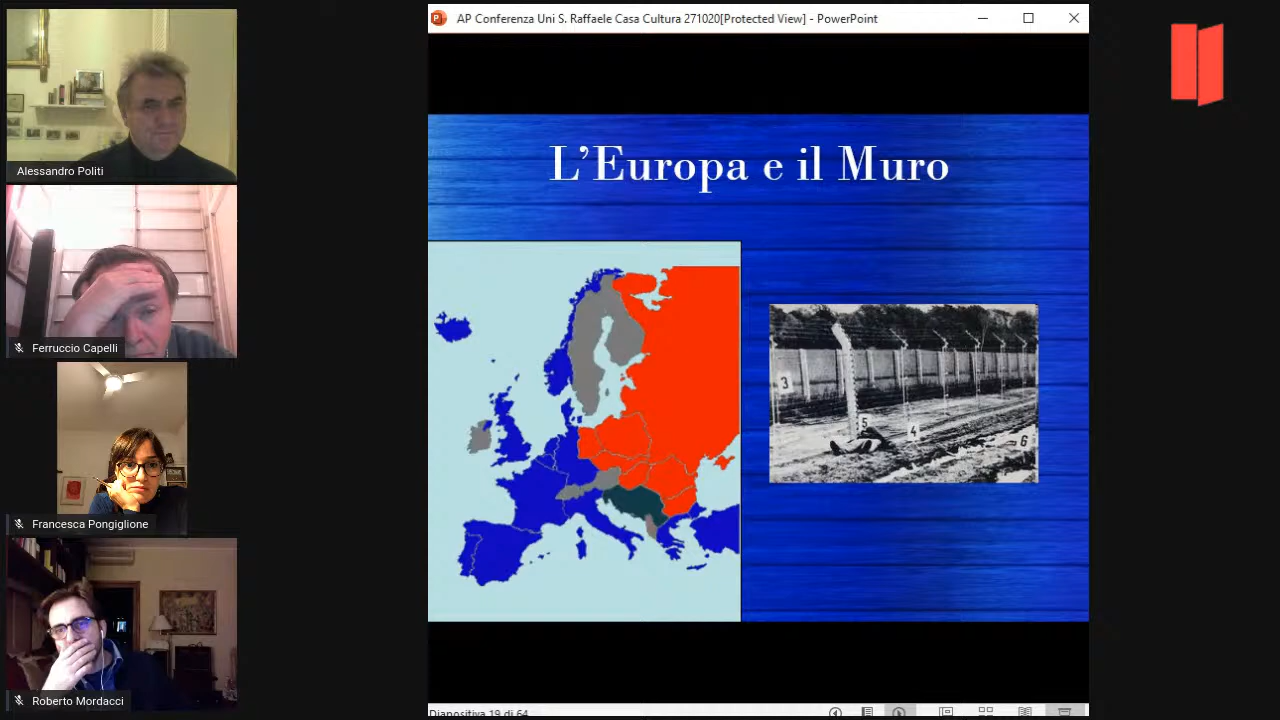 AP Conferenza Uni S. Raffaele Casa Cultura 271020[Protected View] - PowerPoint
Alessandro Politi
Ferruccio Capelli
Francesca Pongiglione
Roberto Mordacci
L’Europa e il Muro
3
5
4
6
Diapositiva 19 di 64